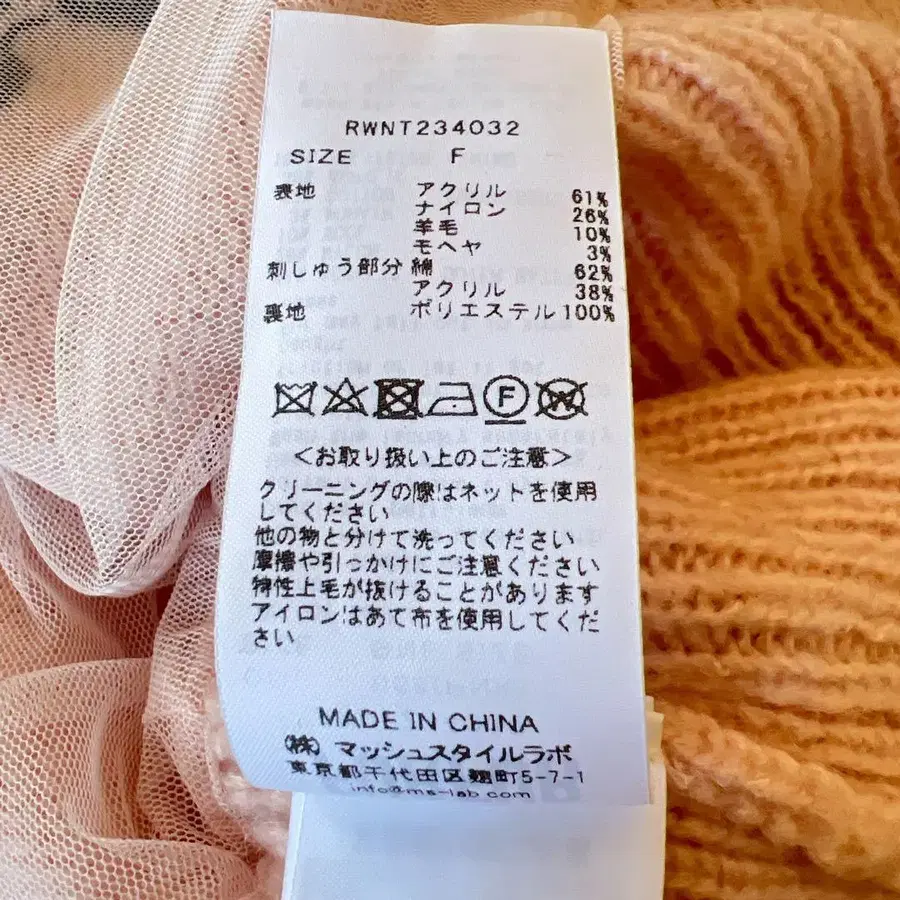 RWNT234032
SIZE F
表地 アクリル 61%
ナイロン 26%
羊毛 10%
モヘヤ 3%
刺しゅう部分 綿 62%
アクリル 38%
裏地 ポリエステル 100%
F W
<お取り扱い上のご注意>
クリーニングの際はネットを使用
してください
他の物と分けて洗ってください
摩擦や引っかけにご注意ください
特性上毛が抜けることがあります
アイロンはあて布を使用してくだ
さい
MADE IN CHINA
(株) マッシュスタイルラボ
東京都千代田区麹町5-7-1
info@ms-lab.com